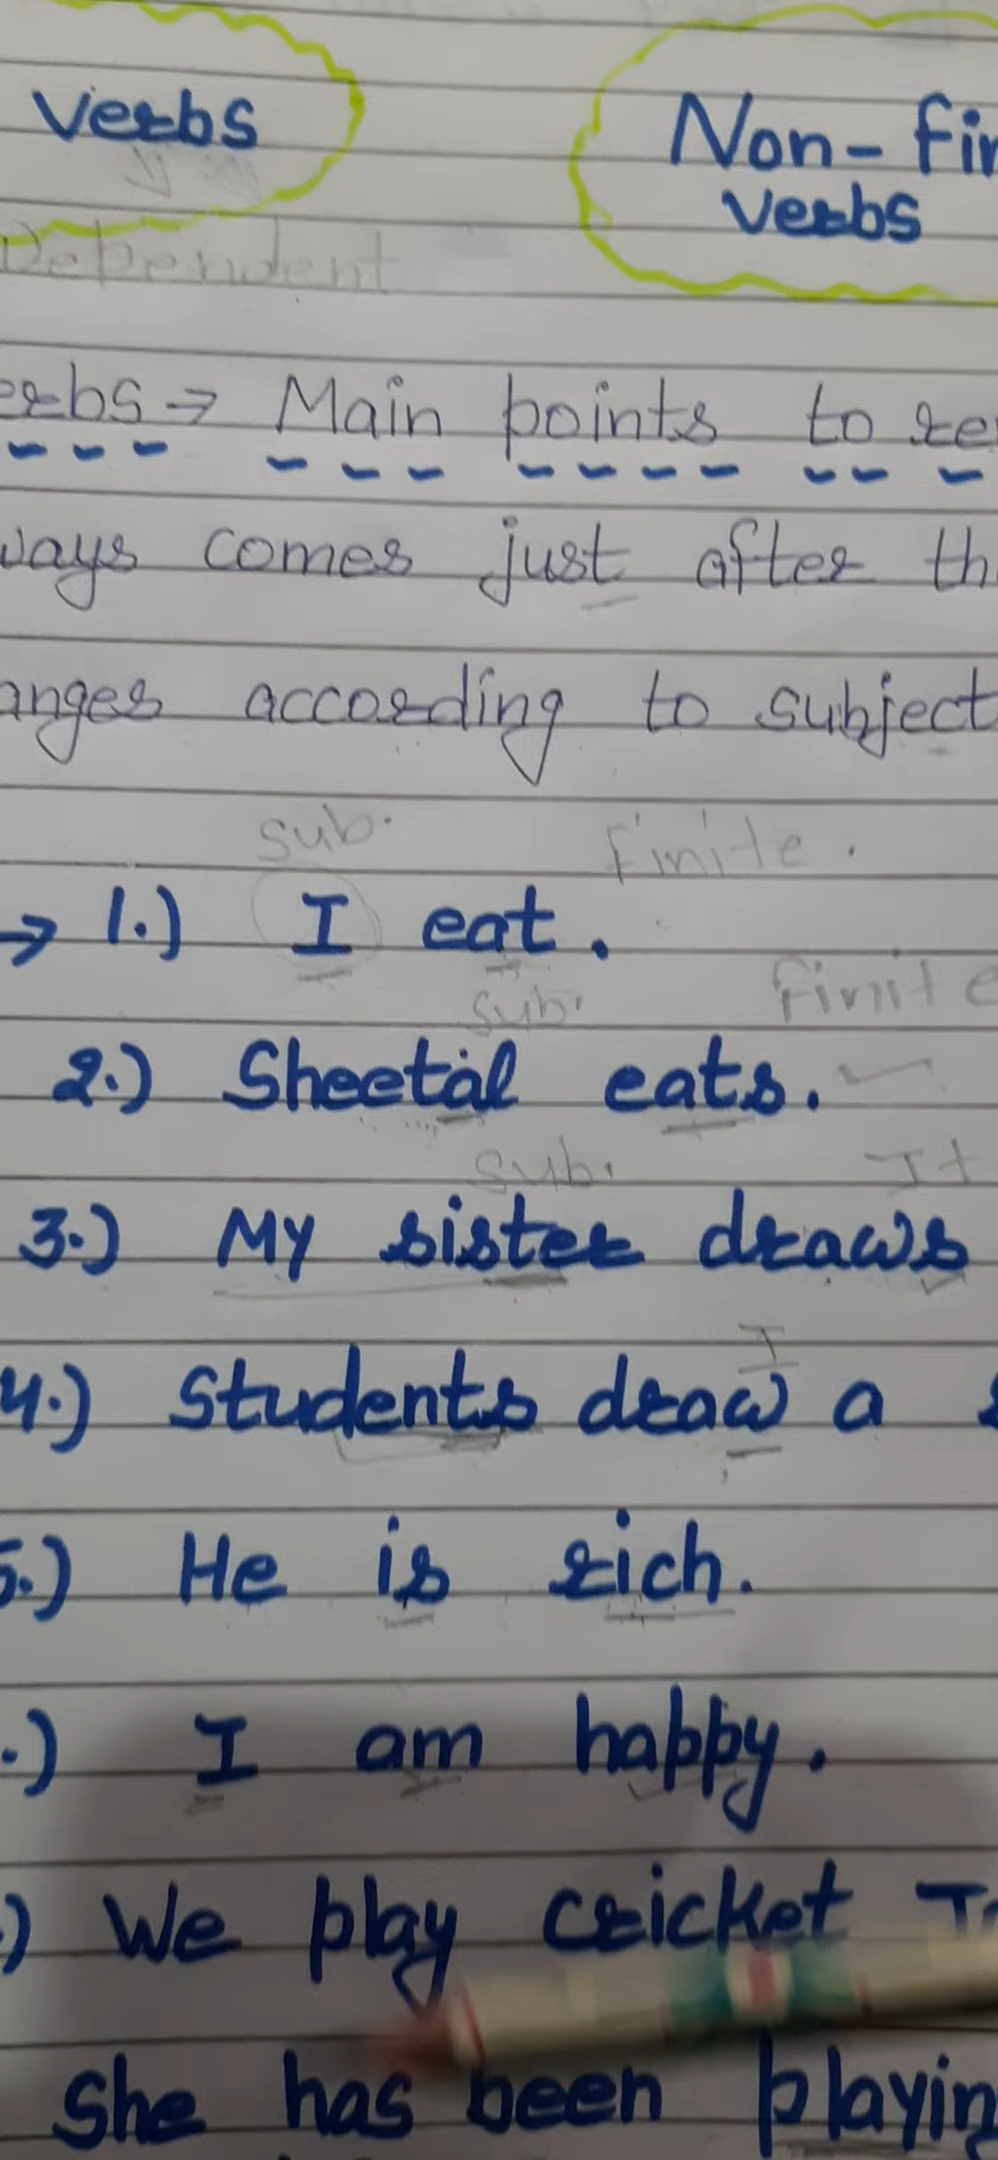 Verbs
Non-fin
verbs
Dependent
erbs → Main points to re
ways comes just after th
anges according to subject
sub. Finite.
→ 1.) I eat.
sub. Finite
2.) Sheetal eats.
sub. It
3.) My sister draws
I
4.) Students draw a
5.) He is rich.
.) I am happy.
) We play cricket
She has been playin